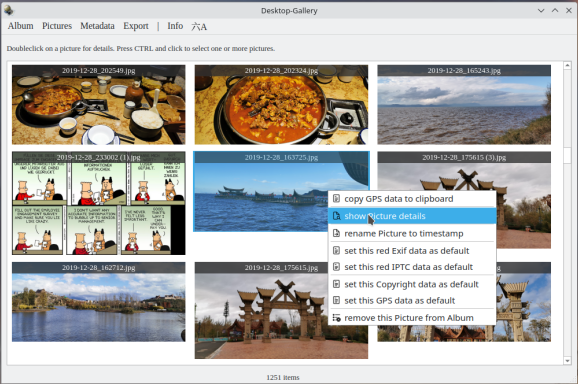 Desktop-Gallery
Album Pictures Metadata Export | Info 六A
Doubleclick on a picture for details. Press CTRL and click to select one or more pictures.
2019-12-28_202549.jpg
2019-12-28_202324.jpg
2019-12-28_165243.jpg
2019-12-28_233002 (1).jpg
2019-12-28_163725.jpg
2019-12-28_175615 (3).jpg
copy GPS data to clipboard
show Picture details
rename Picture to timestamp
set this red Exif data as default
set this red IPTC data as default
set this Copyright data as default
set this GPS data as default
remove this Picture from Album
2019-12-28_162712.jpg
2019-12-28_175615.jpg
1251 items